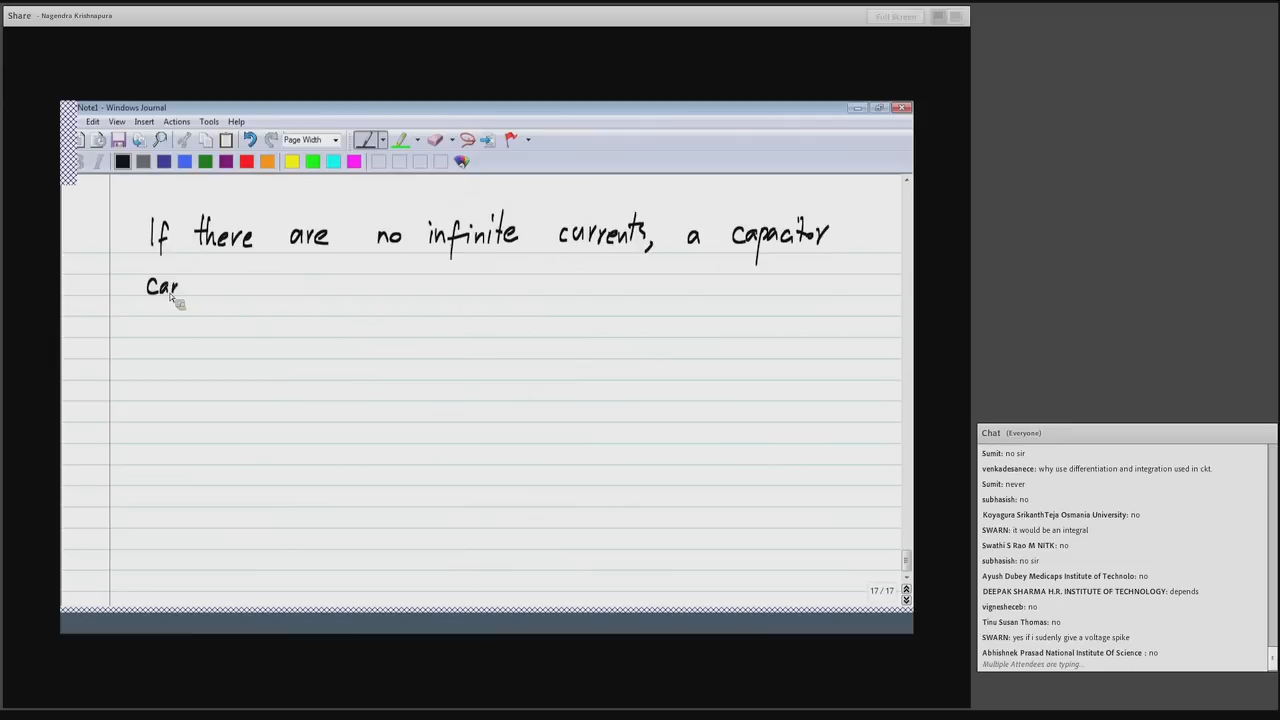 Share - Nagendra Krishnapura
Full Screen
Note1 - Windows Journal
Edit View Insert Actions Tools Help
Page Width
If there are no infinite currents, a capacitor
Can
17 / 17
Chat (Everyone)
Sumit: no sir
venkadesanece: why use differentiation and integration used in ckt.
Sumit: never
subhasish: no
Koyagura SrikanthTeja Osmania University: no
SWARN: it would be an integral
Swathi S Rao M NITK: no
subhasish: no sir
Ayush Dubey Medicaps Institute of Technolo: no
DEEPAK SHARMA H.R. INSTITUTE OF TECHNOLOGY: depends
vignesheceb: no
Tinu Susan Thomas: no
SWARN: yes if i sudenly give a voltage spike
Abhishnek Prasad National Institute Of Science : no
Multiple Attendees are typing...